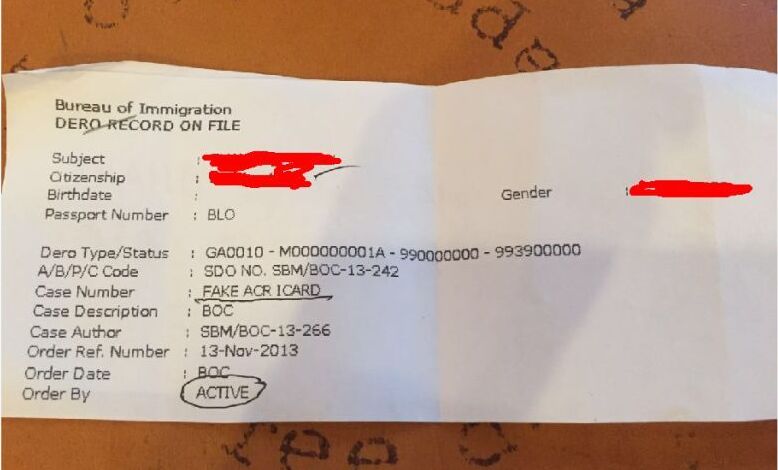 Bureau of Immigration
DERO RECORD ON FILE
Subject :
Citizenship :
Birthdate : Gender :
Passport Number : BLO
Dero Type/Status : GA0010 - M000000001A - 990000000 - 993900000
A/B/P/C Code : SDO NO. SBM/BOC-13-242
Case Number : FAKE ACR ICARD
Case Description : BOC
Case Author : SBM/BOC-13-266
Order Ref. Number : 13-Nov-2013
Order Date : BOC
Order By : ACTIVE